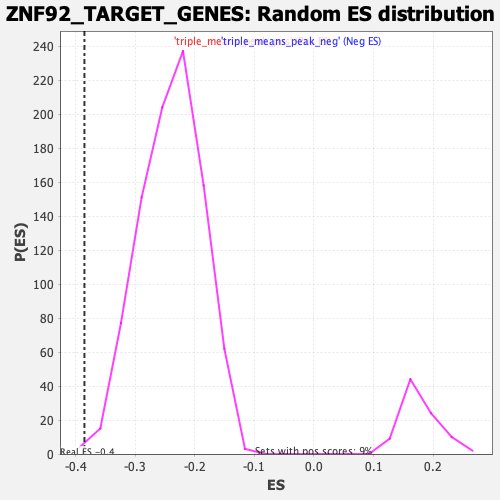 ZNF92_TARGET_GENES: Random ES distribution
'triple_me'triple_means_peak_neg' (Neg ES)
240
220
200
180
160
140
120
100
80
60
40
20
0
P(ES)
Real ES -0.4
Sets with pos scores: 9%
-0.4 -0.3 -0.2 -0.1 0.0 0.1 0.2
ES